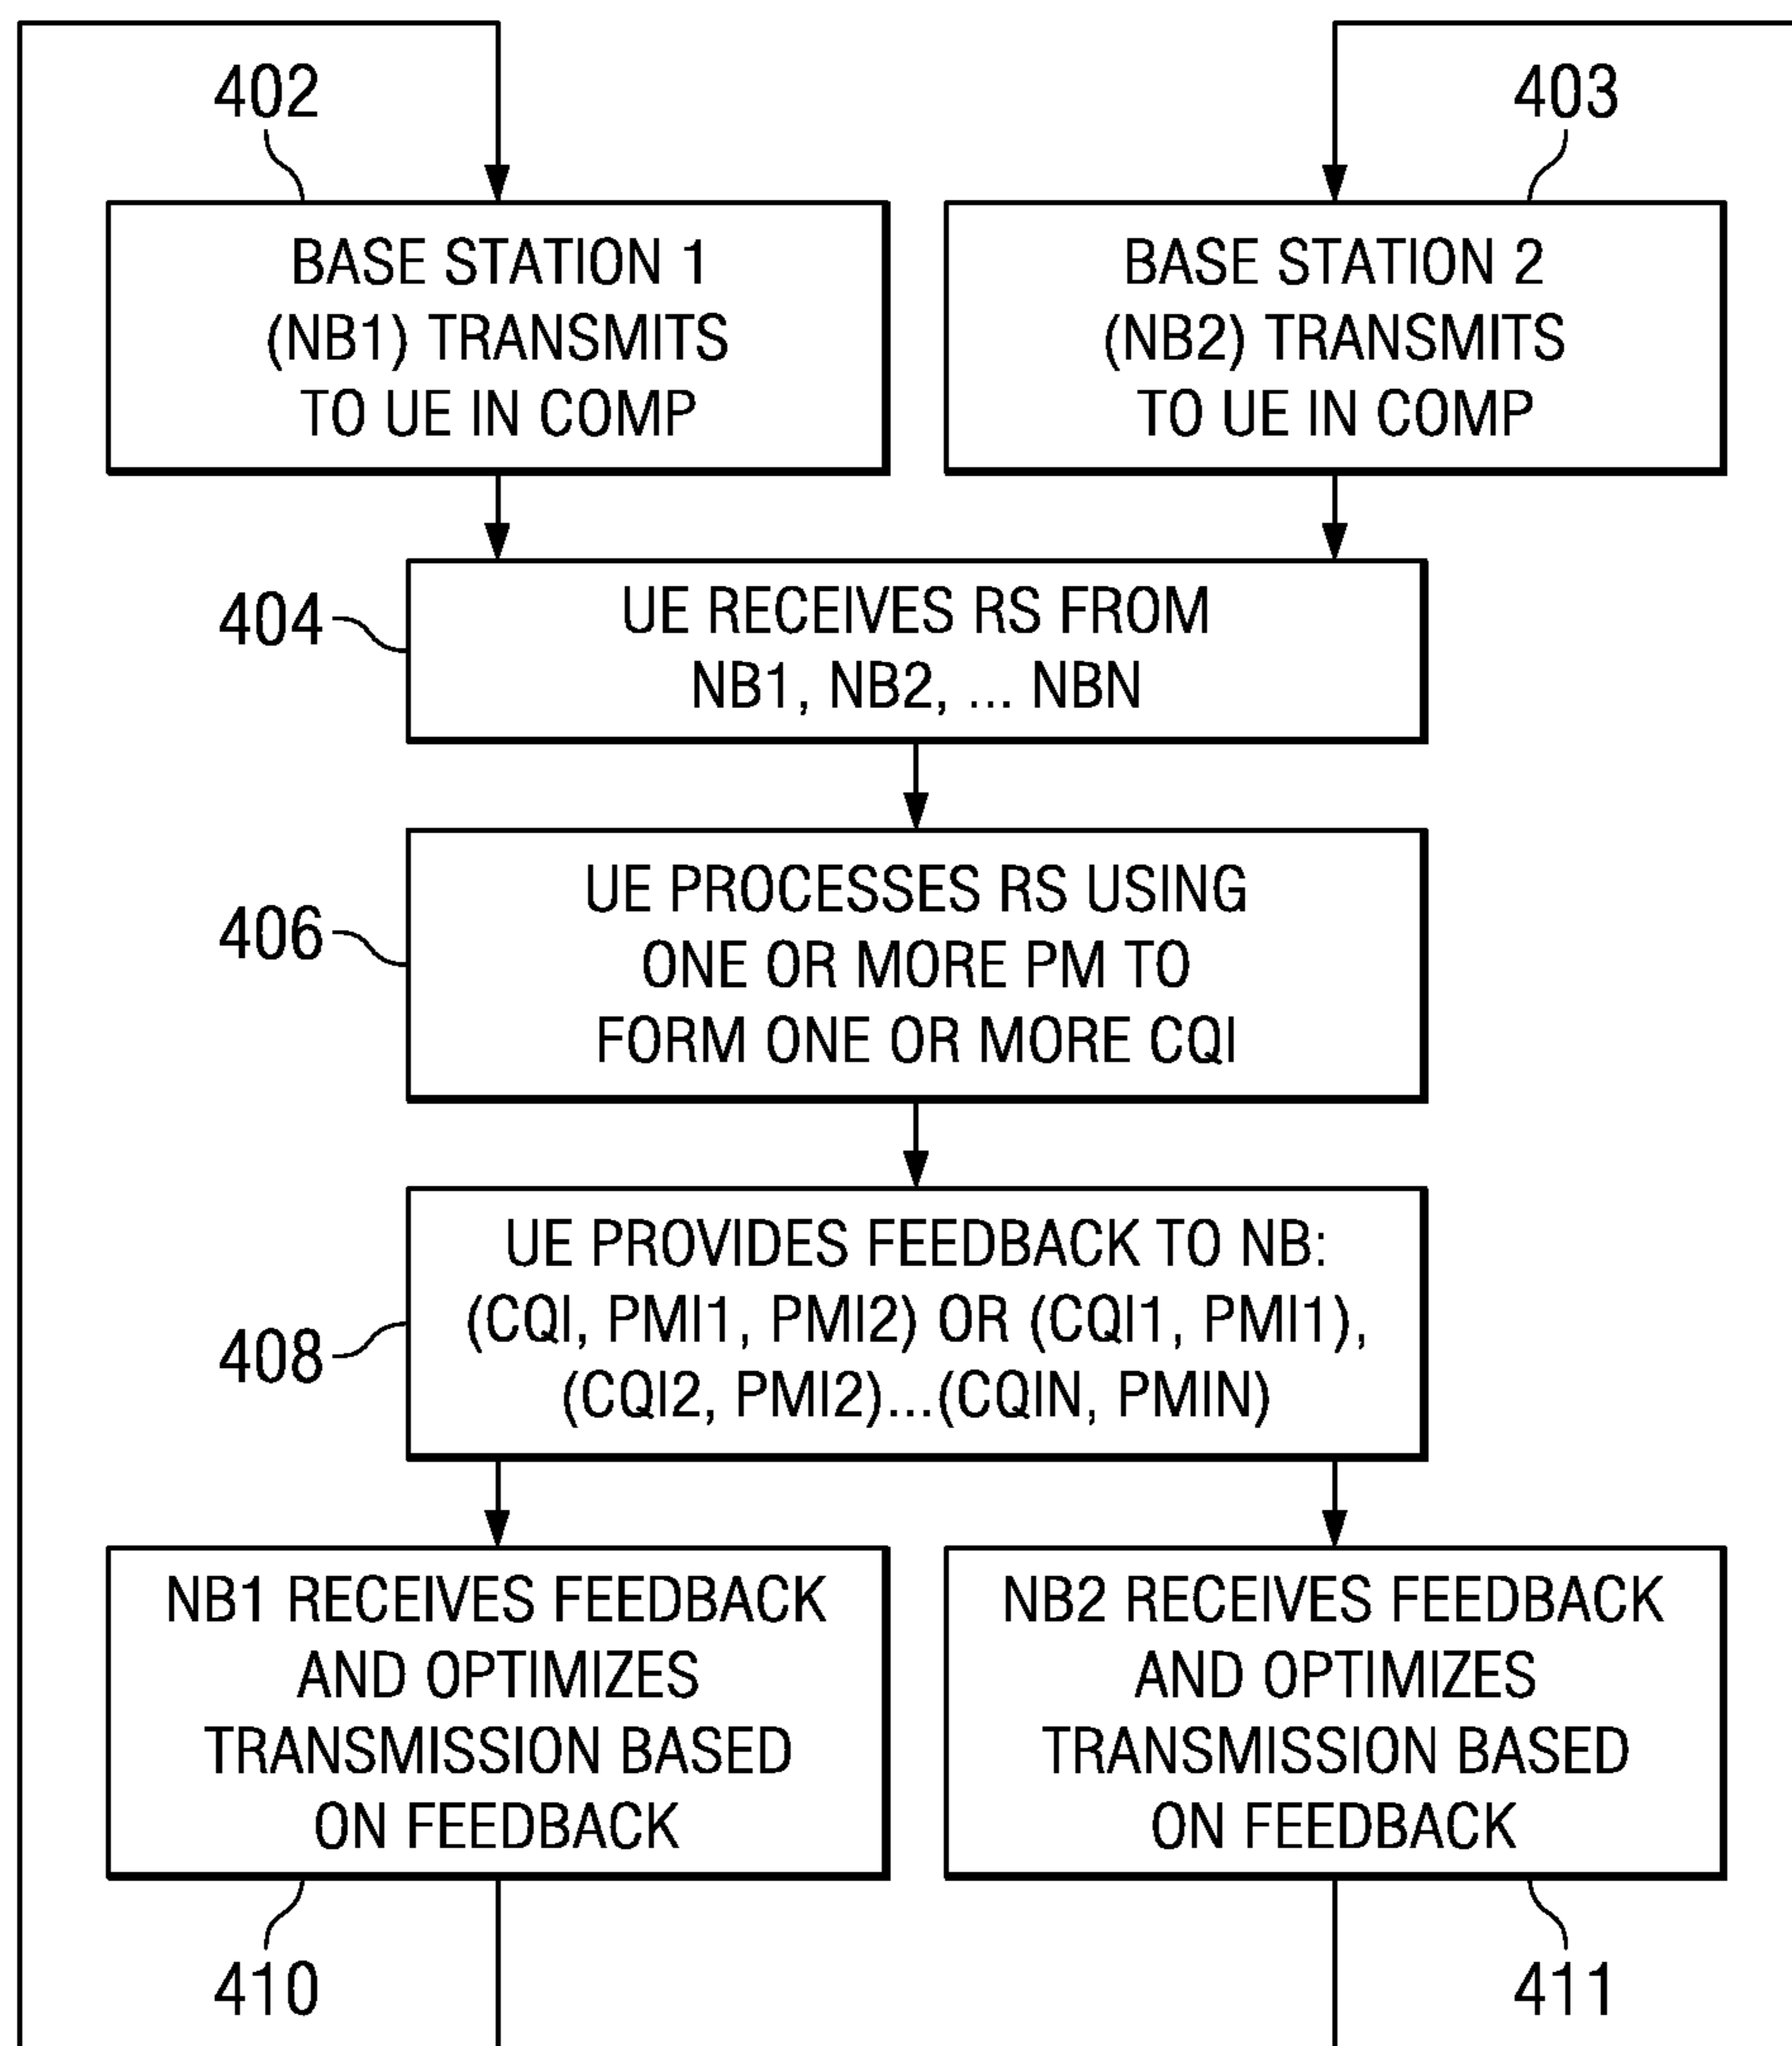 402
403
BASE STATION 1
(NB1) TRANSMITS
TO UE IN COMP
BASE STATION 2
(NB2) TRANSMITS
TO UE IN COMP
404
UE RECEIVES RS FROM
NB1, NB2, ... NBN
406
UE PROCESSES RS USING
ONE OR MORE PM TO
FORM ONE OR MORE CQI
408
UE PROVIDES FEEDBACK TO NB:
(CQI, PMI1, PMI2) OR (CQI1, PMI1),
(CQI2, PMI2)...(CQIN, PMIN)
NB1 RECEIVES FEEDBACK
AND OPTIMIZES
TRANSMISSION BASED
ON FEEDBACK
NB2 RECEIVES FEEDBACK
AND OPTIMIZES
TRANSMISSION BASED
ON FEEDBACK
410
411